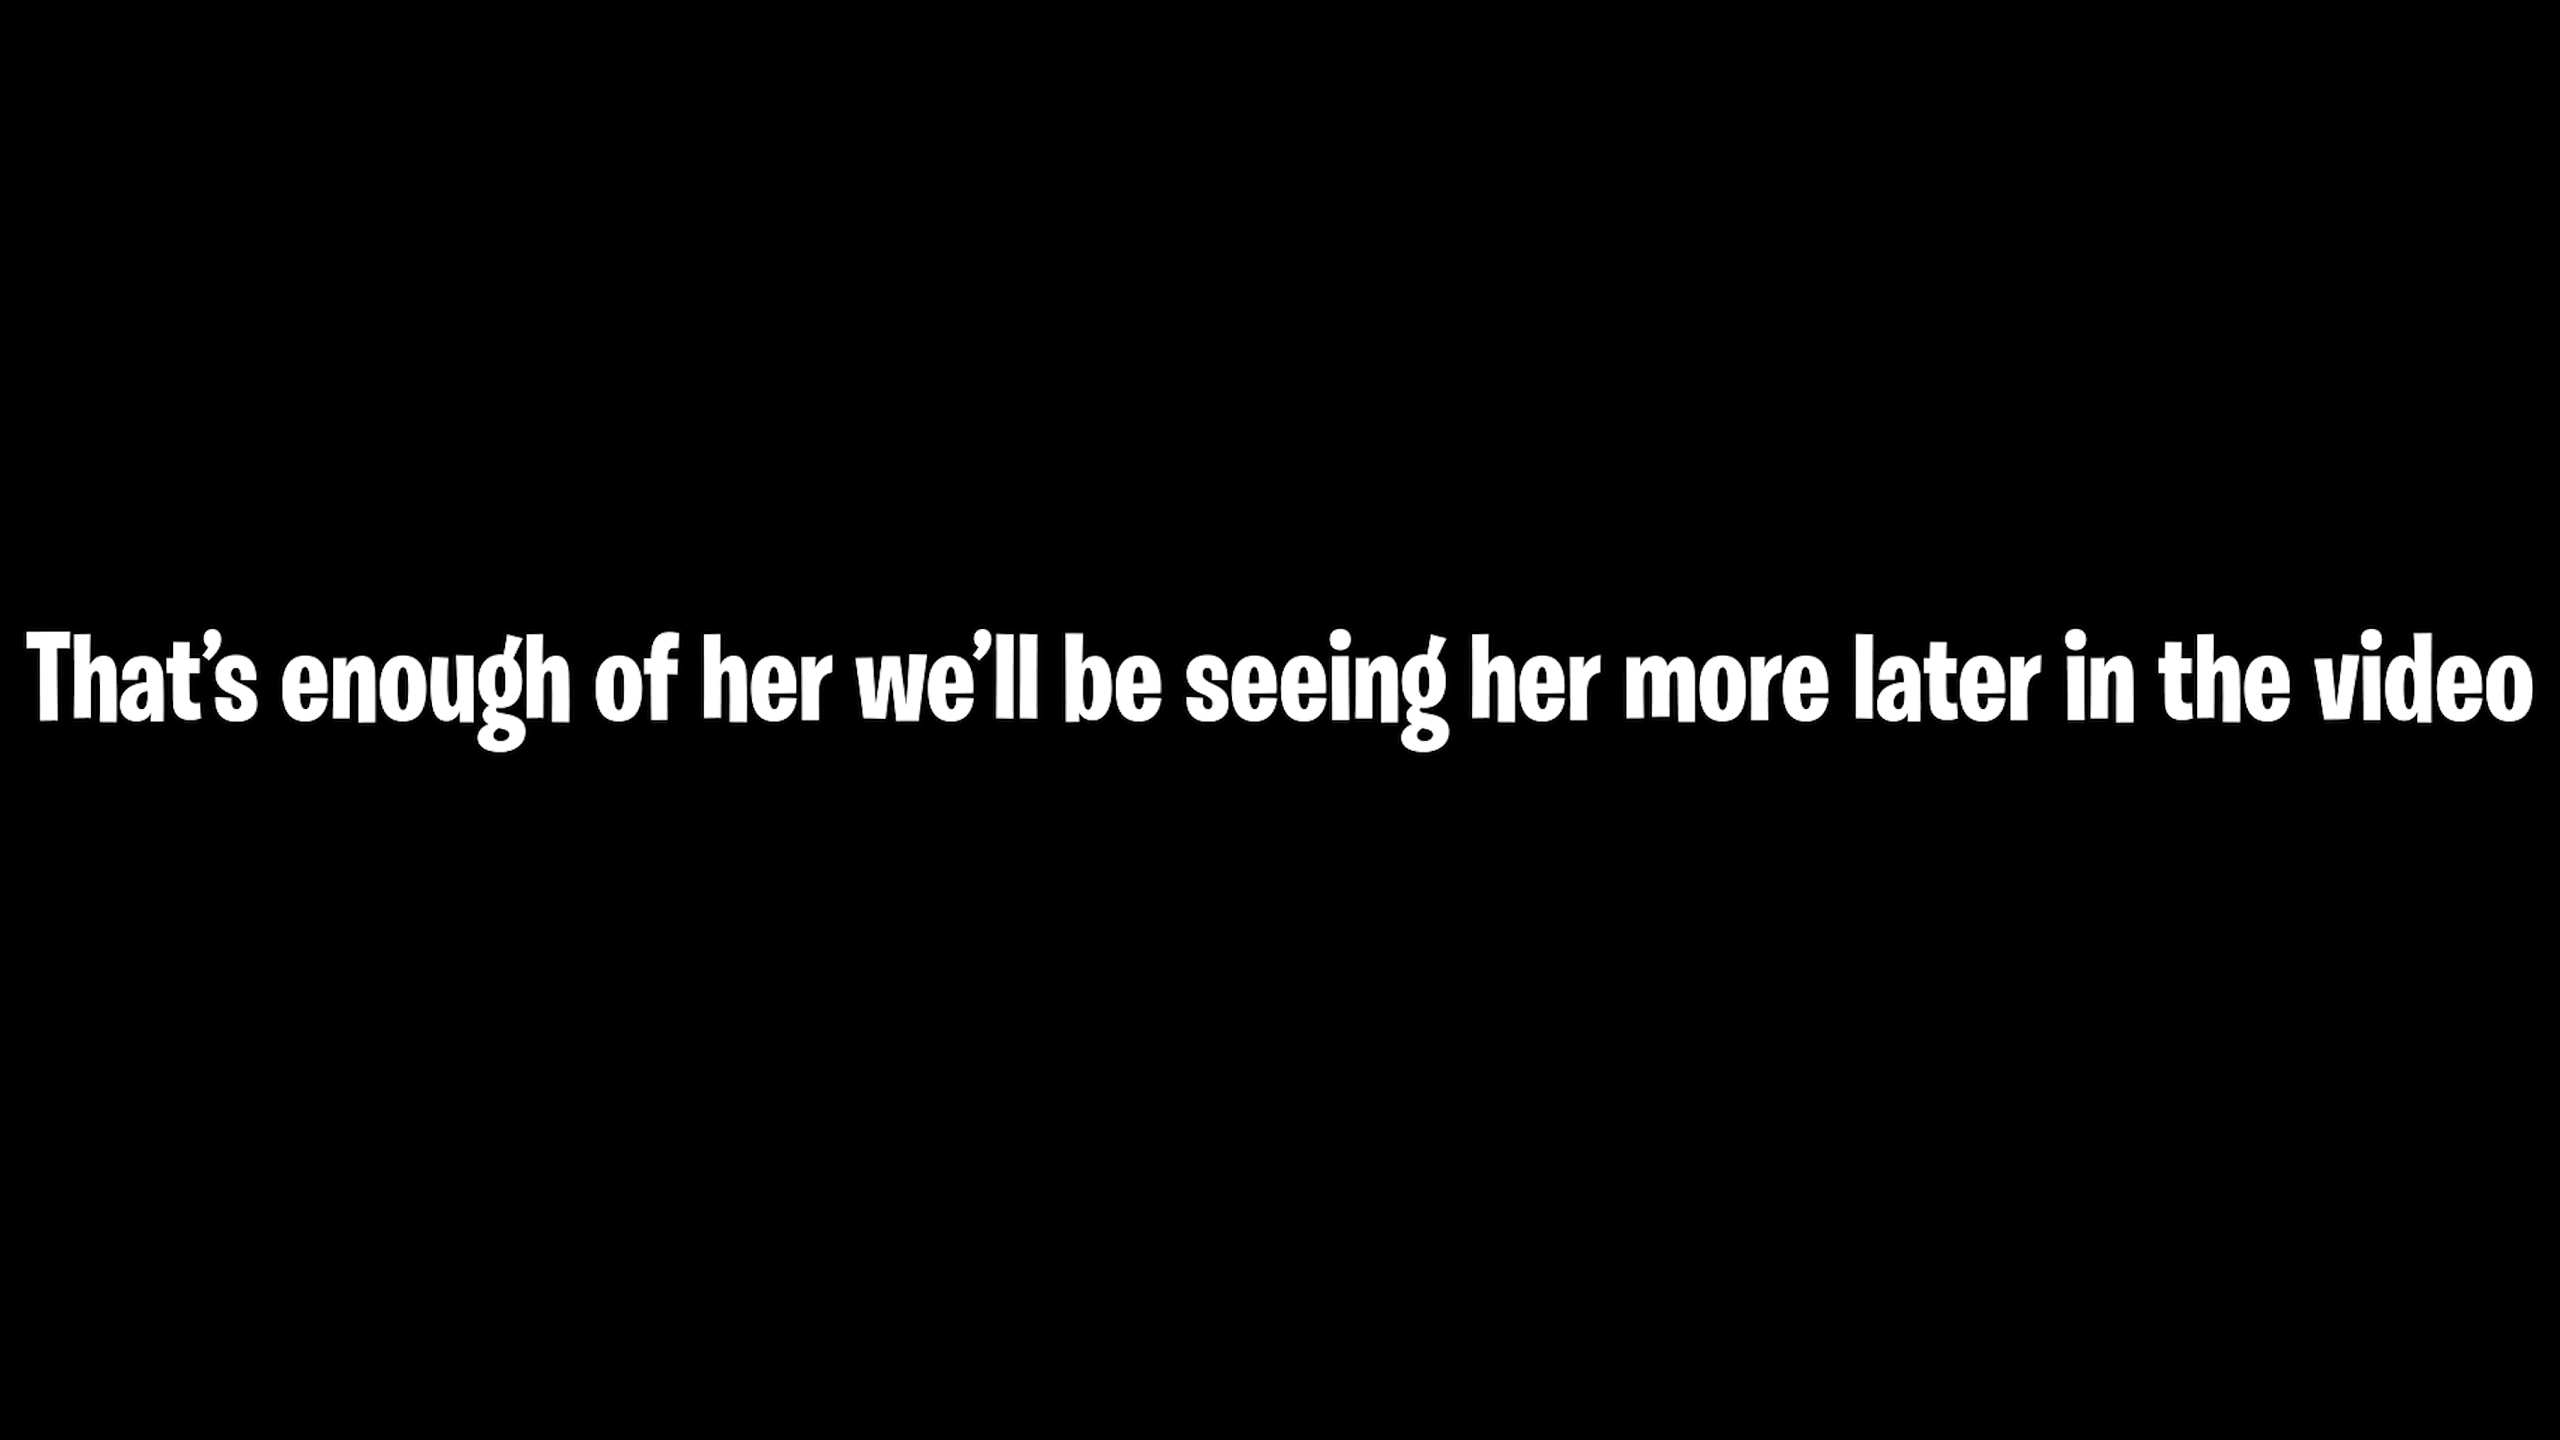 That’s enough of her we’ll be seeing her more later in the video